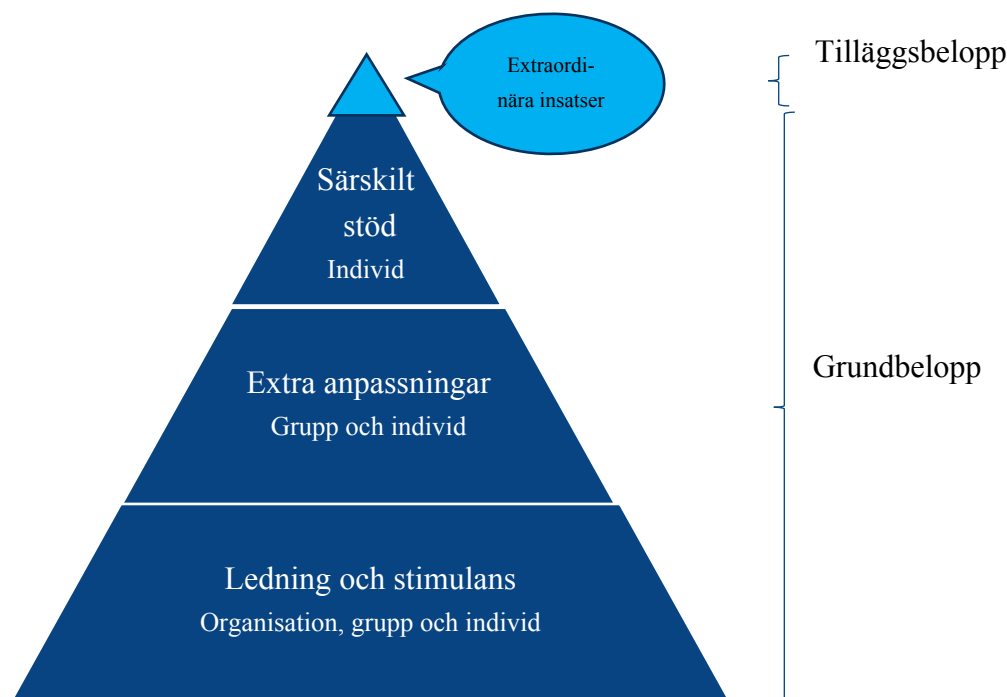 Tilläggsbelopp
Extraordi-
nära insatser
Särskilt
stöd
Individ
Extra anpassningar
Grupp och individ
Grundbelopp
Ledning och stimulans
Organisation, grupp och individ